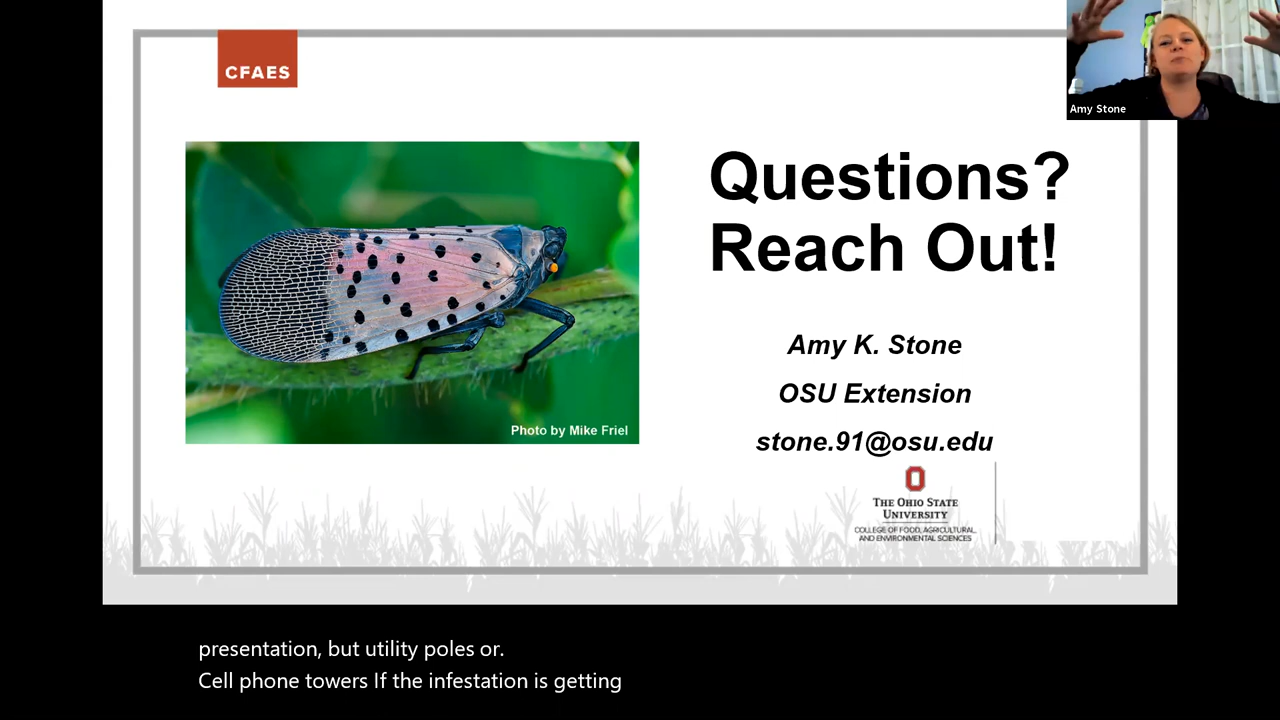 CFAES
Amy Stone
Questions?
Reach Out!
Amy K. Stone
OSU Extension
stone.91@osu.edu
Photo by Mike Friel
THE OHIO STATE
UNIVERSITY
COLLEGE OF FOOD, AGRICULTURAL,
AND ENVIRONMENTAL SCIENCES
presentation, but utility poles or.
Cell phone towers If the infestation is getting